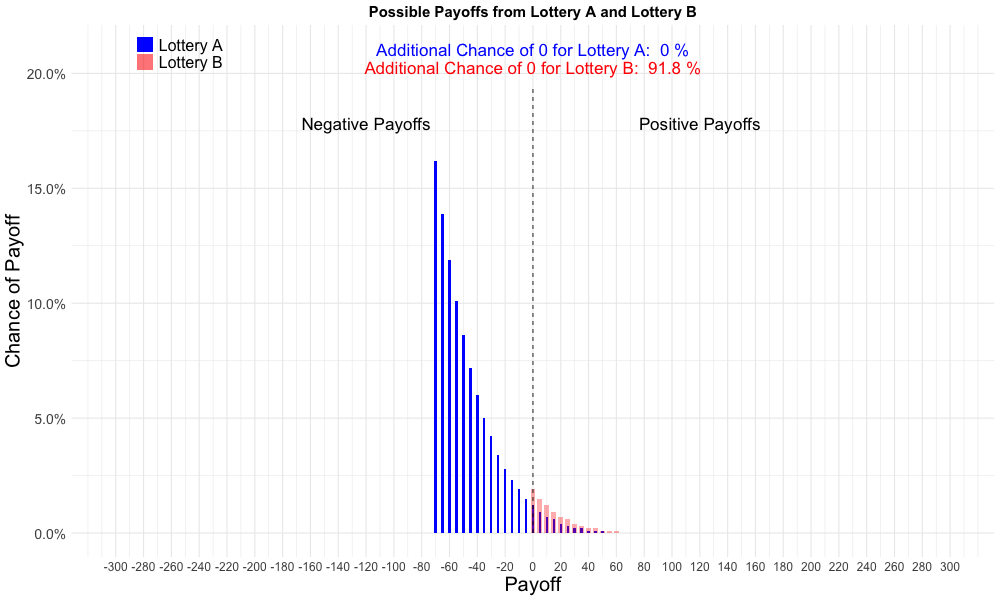 Possible Payoffs from Lottery A and Lottery B
Lottery A
Lottery B
Additional Chance of 0 for Lottery A:  0 %
Additional Chance of 0 for Lottery B:  91.8 %
Negative Payoffs
Positive Payoffs
Chance of Payoff
20.0%
15.0%
10.0%
5.0%
0.0%
-300 -280 -260 -240 -220 -200 -180 -160 -140 -120 -100 -80 -60 -40 -20 0 20 40 60 80 100 120 140 160 180 200 220 240 260 280 300
Payoff